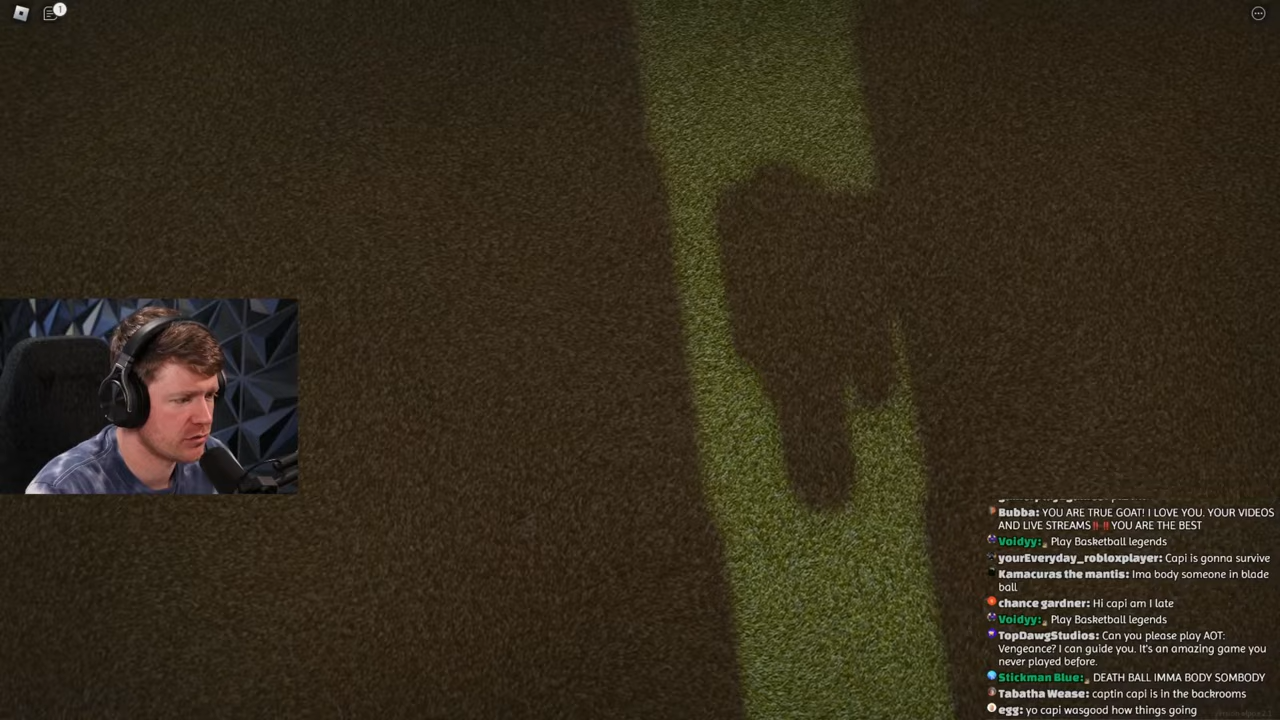 1
Bubba: YOU ARE TRUE GOAT! I LOVE YOU. YOUR VIDEOS
AND LIVE STREAMS‼️‼️YOU ARE THE BEST
Voidyy: Play Basketball legends
yourEveryday_robloxplayer: Capi is gonna survive
Kamacuras the mantis: Ima body someone in blade
ball
chance gardner: Hi capi am I late
Voidyy: Play Basketball legends
TopDawgStudios: Can you please play AOT:
Vengeance? I can guide you. It's an amazing game you
never played before.
Stickman Blue: DEATH BALL IMMA BODY SOMBODY
Tabatha Wease: captin capi is in the backrooms
egg: yo capi wasgood how things going